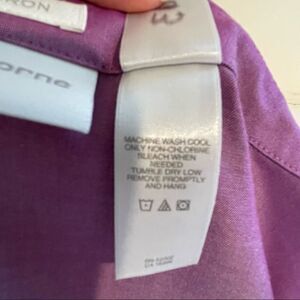 RON
orne
MACHINE WASH COOL
ONLY NON-CHLORINE
BLEACH WHEN
NEEDED
TUMBLE DRY LOW
REMOVE PROMPTLY
AND HANG